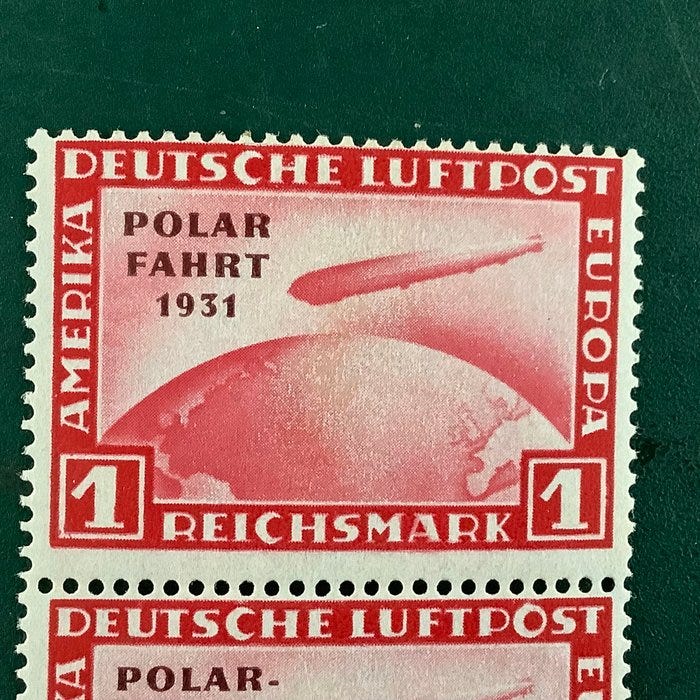 DEUTSCHE LUFTPOST
AMERIKA
POLAR
FAHRT
1931
EUROPA
1
REICHSMARK
1
DEUTSCHE LUFTPOST
POLAR-